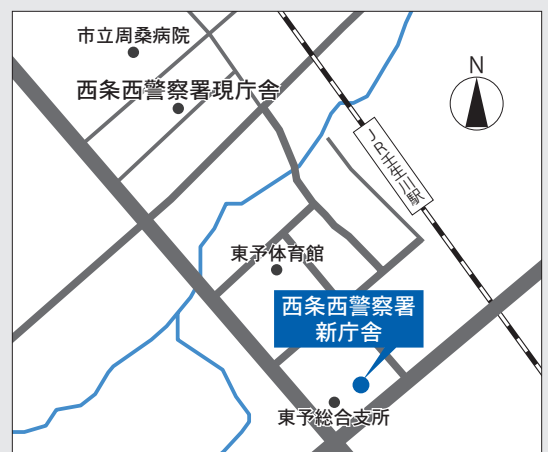 市立周桑病院
西条西警察署現庁舎
N
JR壬生川駅
東予体育館
西条西警察署
新庁舎
東予総合支所